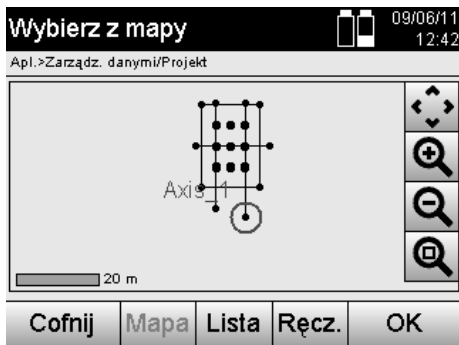 Wybierz z mapy
09/06/11
12:42
Apl.>Zarządz. danymi/Projekt
Axis_1
20 m
Cofnij Mapa Lista Ręcz. OK